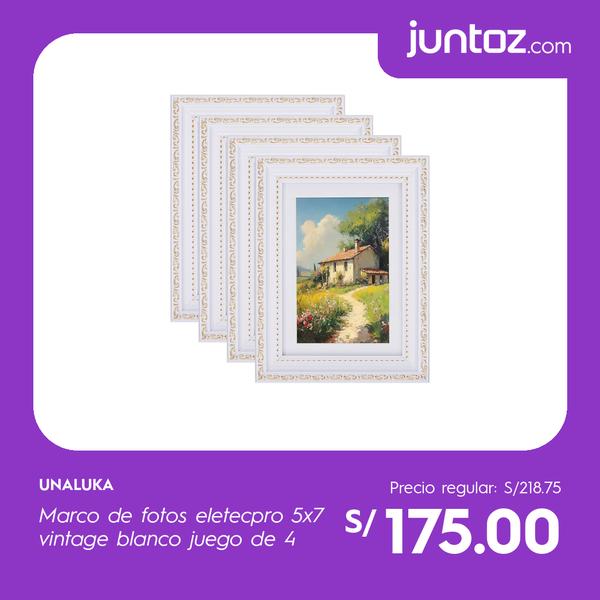 juntoz.com
UNALUKA
Marco de fotos eletecpro 5x7
vintage blanco juego de 4
Precio regular: S/218.75
S/175.00